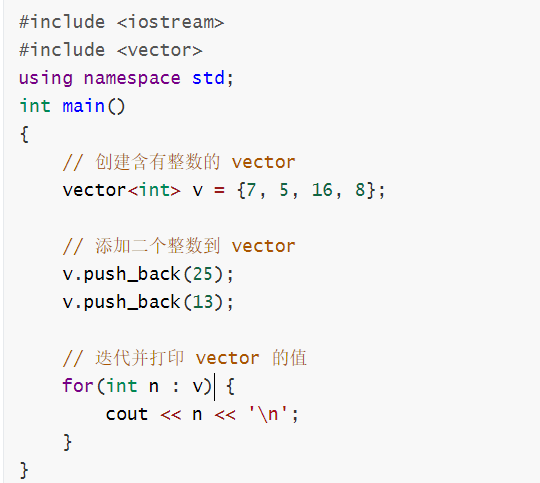 #include <iostream>
#include <vector>
using namespace std;
int main()
{
    // 创建含有整数的 vector
    vector<int> v = {7, 5, 16, 8};

    // 添加二个整数到 vector
    v.push_back(25);
    v.push_back(13);

    // 迭代并打印 vector 的值
    for(int n : v) {
        cout << n << '\n';
    }
}